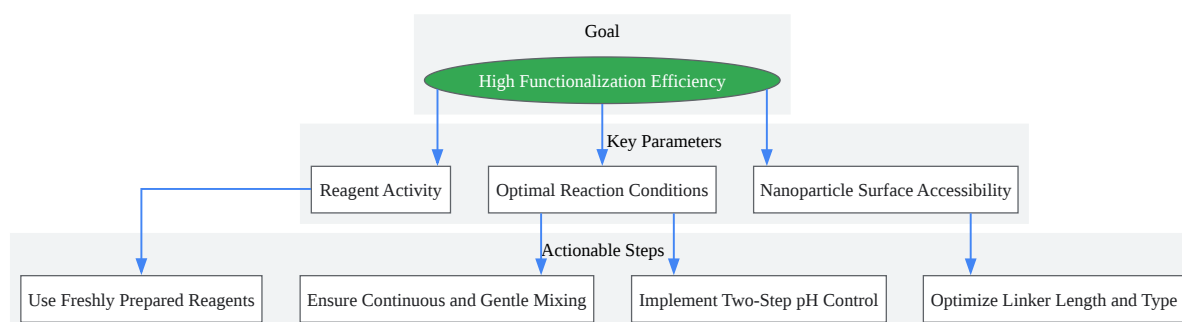 Goal
High Functionalization Efficiency
Key Parameters
Reagent Activity
Optimal Reaction Conditions
Nanoparticle Surface Accessibility
Actionable Steps
Use Freshly Prepared Reagents
Ensure Continuous and Gentle Mixing
Implement Two-Step pH Control
Optimize Linker Length and Type